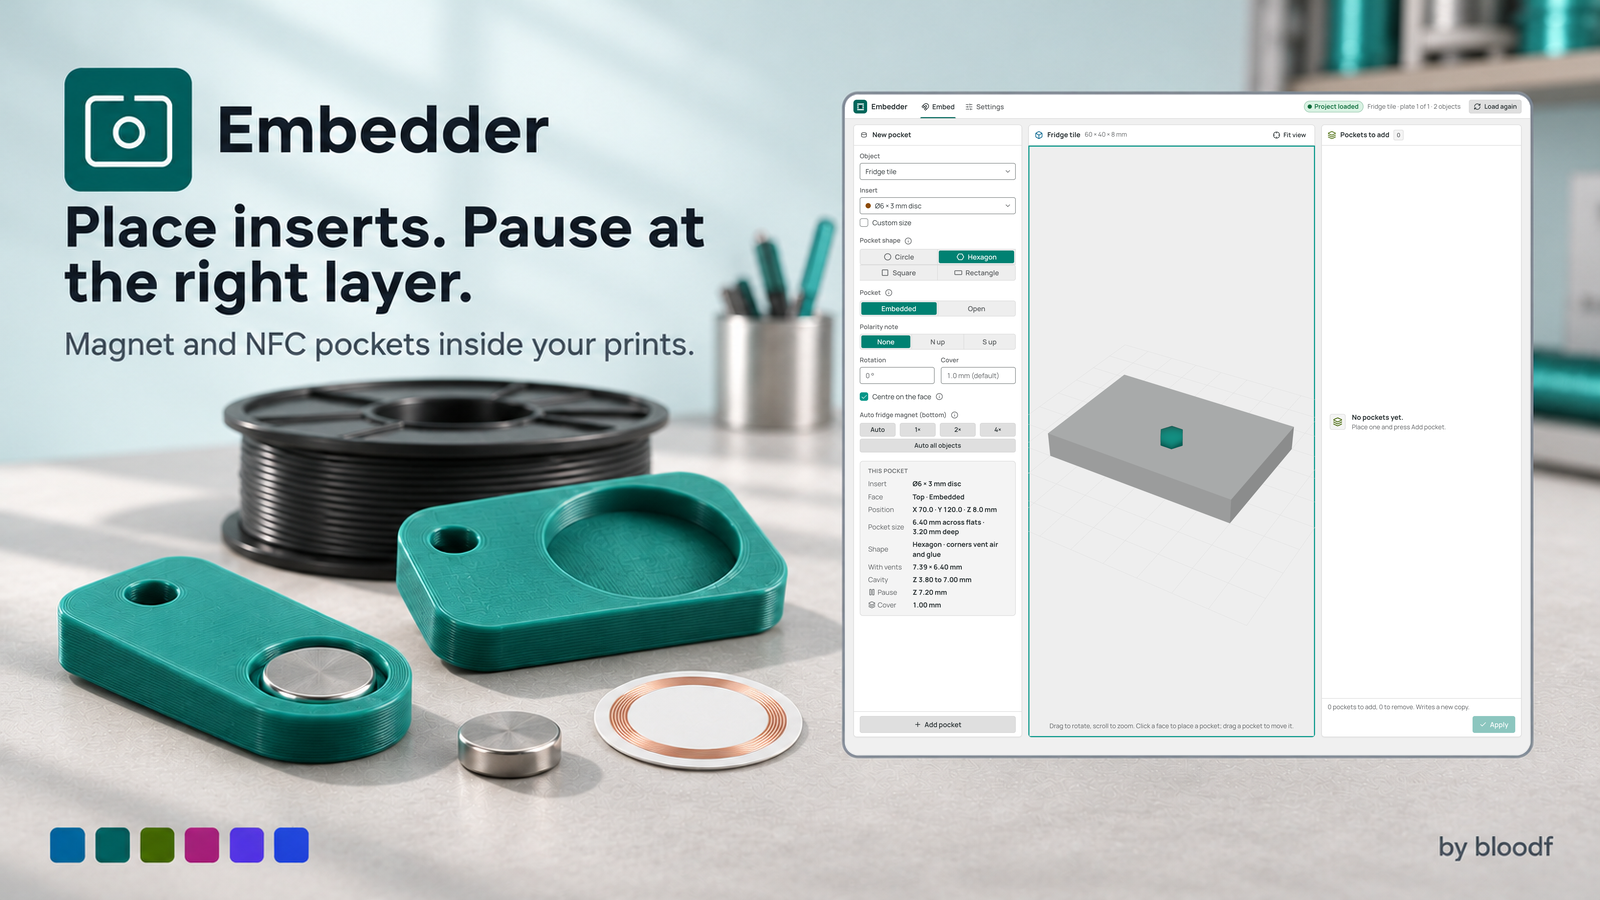 Embedder
Place inserts. Pause at
the right layer.
Magnet and NFC pockets inside your prints.
Embedder
Embed
Settings
Project loaded
Fridge tile · plate 1 of 1 · 2 objects
Load again
New pocket
Object
Fridge tile
Insert
Ø6 × 3 mm disc
Custom size
Pocket shape
Circle
Hexagon
Square
Rectangle
Pocket
Embedded
Open
Polarity note
None
N up
S up
Rotation
Cover
0°
1.0 mm (default)
Centre on the face
Auto fridge magnet (bottom)
Auto
1×
2×
4×
Auto all objects
THIS POCKET
Insert Ø6 × 3 mm disc
Face Top · Embedded
Position X 70.0 · Y 120.0 · Z 8.0 mm
Pocket size 6.40 mm across flats ·
3.20 mm deep
Shape Hexagon · corners vent air
and glue
With vents 7.39 × 6.40 mm
Cavity Z 3.80 to 7.00 mm
Pause Z 7.20 mm
Cover 1.00 mm
+ Add pocket
Fridge tile 60 × 40 × 8 mm
Fit view
Drag to rotate, scroll to zoom. Click a face to place a pocket; drag a pocket to move it.
Pockets to add 0
No pockets yet.
Place one and press Add pocket.
0 pockets to add, 0 to remove. Writes a new copy.
Apply
by bloodf